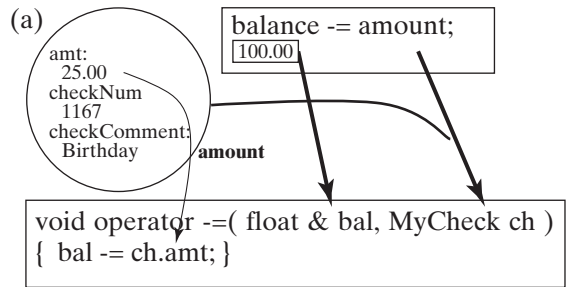 (a)
balance -= amount;
100.00
amt:
25.00
checkNum
1167
checkComment:
Birthday
amount
void operator -=( float & bal, MyCheck ch )
{ bal -= ch.amt; }